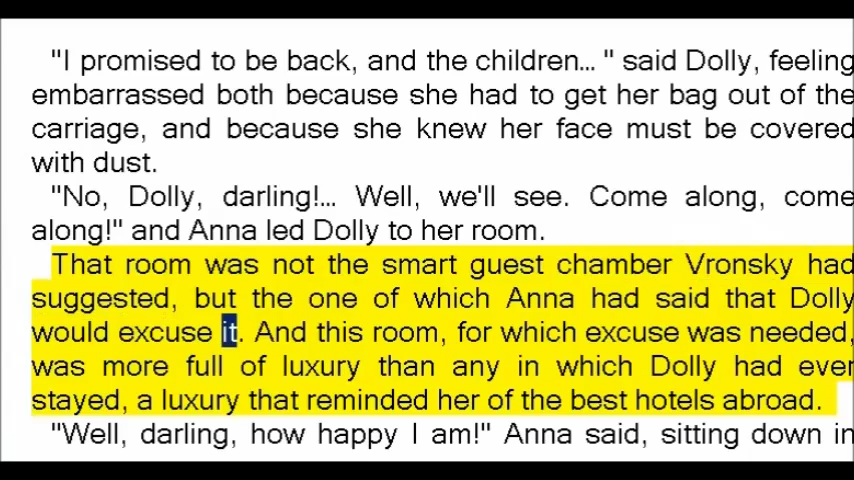 "I promised to be back, and the children... " said Dolly, feeling
embarrassed both because she had to get her bag out of the
carriage, and because she knew her face must be covered
with dust.
"No, Dolly, darling!... Well, we'll see. Come along, come
along!" and Anna led Dolly to her room.
That room was not the smart guest chamber Vronsky had
suggested, but the one of which Anna had said that Dolly
would excuse it. And this room, for which excuse was needed,
was more full of luxury than any in which Dolly had ever
stayed, a luxury that reminded her of the best hotels abroad.
"Well, darling, how happy I am!" Anna said, sitting down in